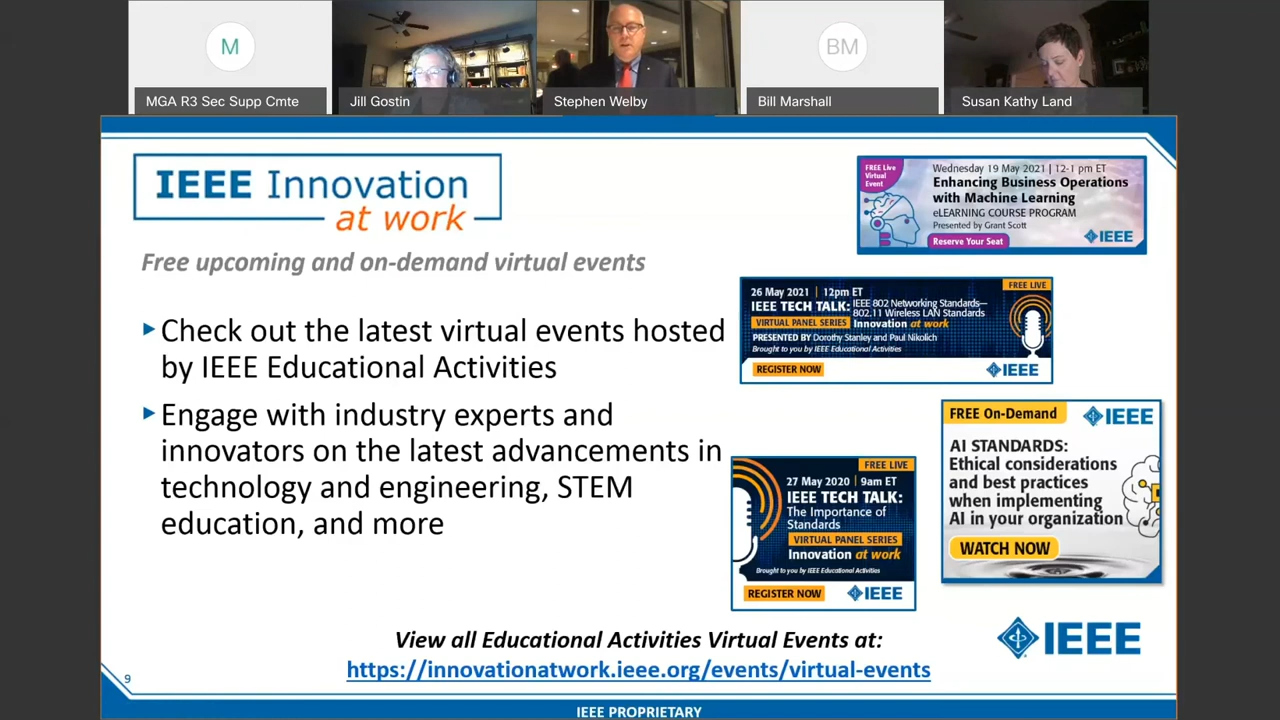 M
BM
MGA R3 Sec Supp Cmte
Jill Gostin
Stephen Welby
Bill Marshall
Susan Kathy Land
IEEE Innovation
at work
Free upcoming and on-demand virtual events
Check out the latest virtual events hosted
by IEEE Educational Activities
Engage with industry experts and
innovators on the latest advancements in
technology and engineering, STEM
education, and more
FREE Live
Virtual
Event
Wednesday 19 May 2021 | 12-1 pm ET
Enhancing Business Operations
with Machine Learning
eLEARNING COURSE PROGRAM
Presented by Grant Scott
Reserve Your Seat
IEEE
FREE LIVE
26 May 2021 | 12pm ET
IEEE TECH TALK: IEEE 802 Networking Standards—
802.11 Wireless LAN Standards
VIRTUAL PANEL SERIES Innovation at work
PRESENTED BY Dorothy Stanley and Paul Nikolich
Brought to you by IEEE Educational Activities
REGISTER NOW
IEEE
FREE LIVE
27 May 2020 | 9am ET
IEEE TECH TALK:
The Importance of
Standards
VIRTUAL PANEL SERIES
Innovation at work
Brought to you by IEEE Educational Activities
REGISTER NOW
IEEE
FREE On-Demand
IEEE
AI STANDARDS:
Ethical considerations
and best practices
when implementing
AI in your organization
WATCH NOW
View all Educational Activities Virtual Events at:
https://innovationatwork.ieee.org/events/virtual-events
IEEE
9
IEEE PROPRIETARY